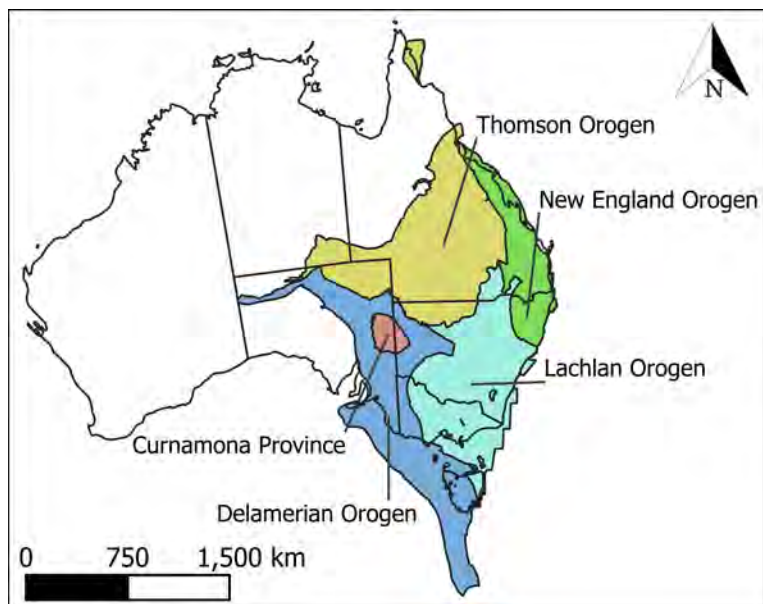 N
Thomson Orogen
New England Orogen
Lachlan Orogen
Curnamona Province
Delamerian Orogen
0 750 1,500 km